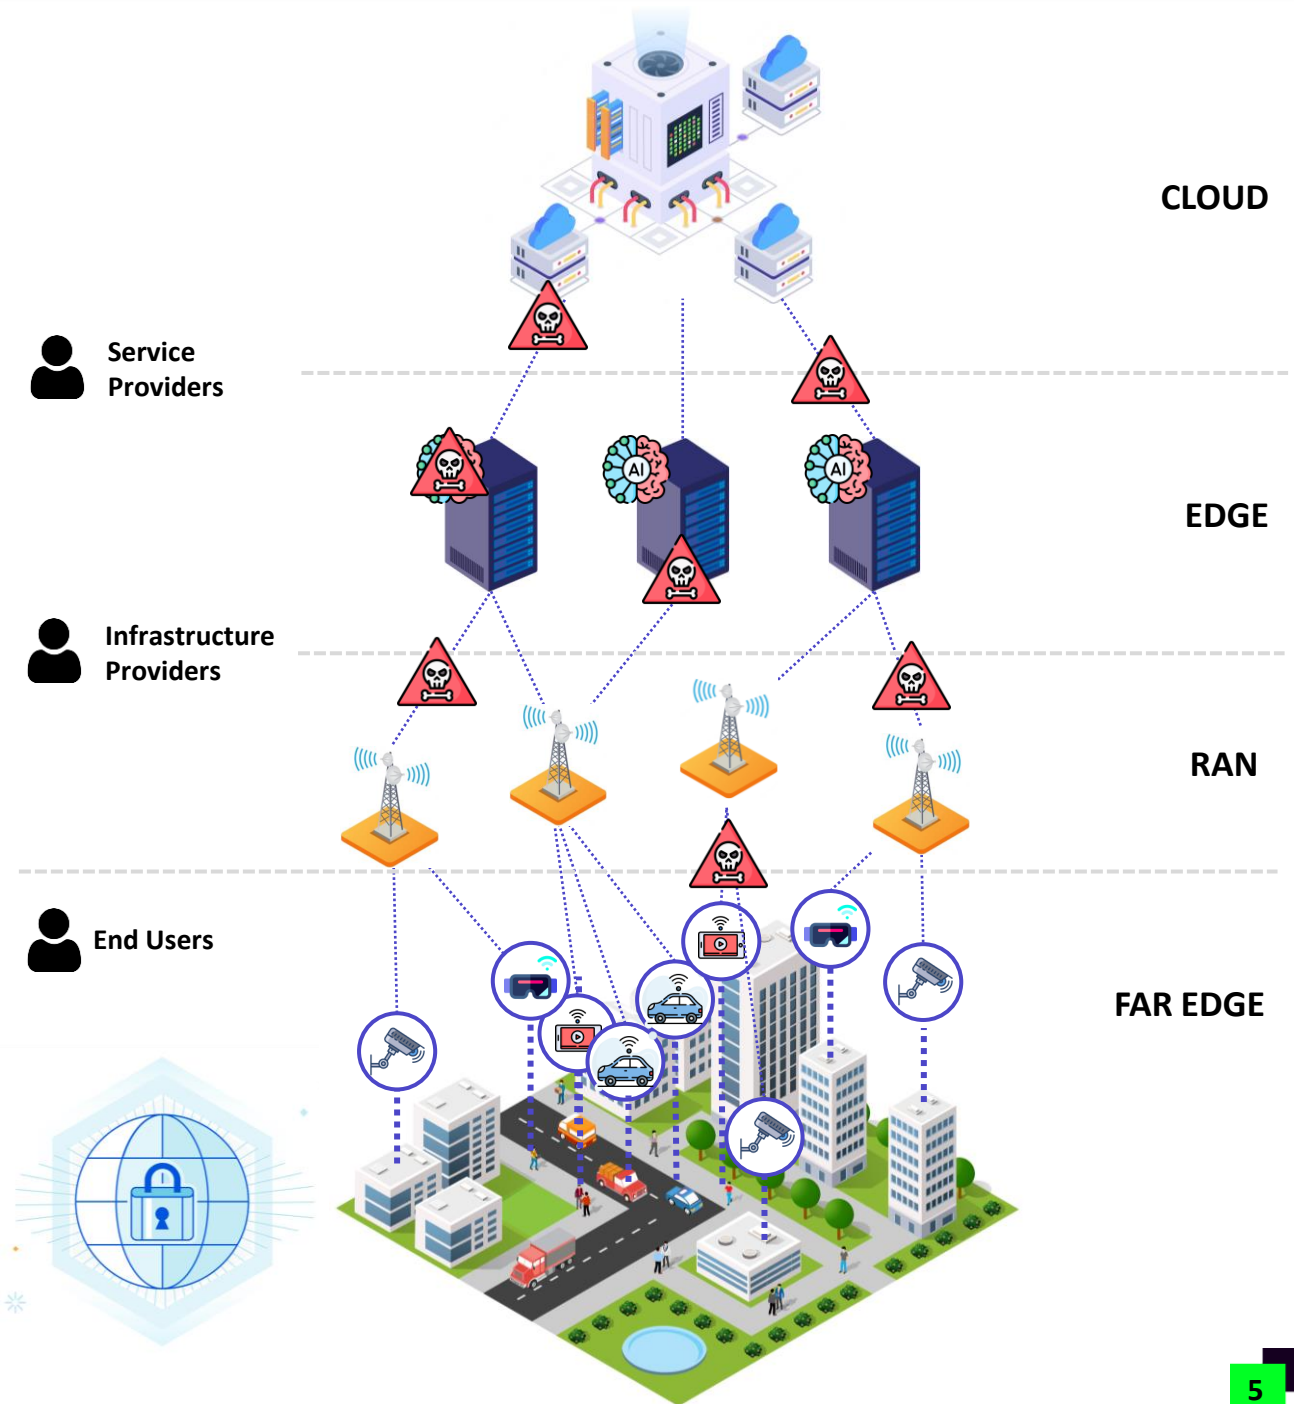 CLOUD
Service
Providers
AI
AI
EDGE
Infrastructure
Providers
RAN
End Users
FAR EDGE
5